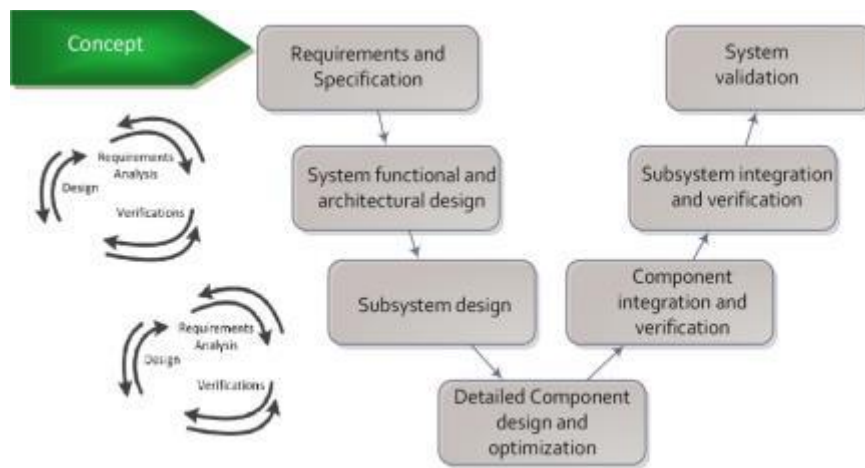 Concept
Requirements and
Specification
System
validation
Requirements
Analysis
Design
Verifications
System functional and
architectural design
Subsystem integration
and verification
Subsystem design
Component
integration and
verification
Requirements
Analysis
Design
Verifications
Detailed Component
design and
optimization